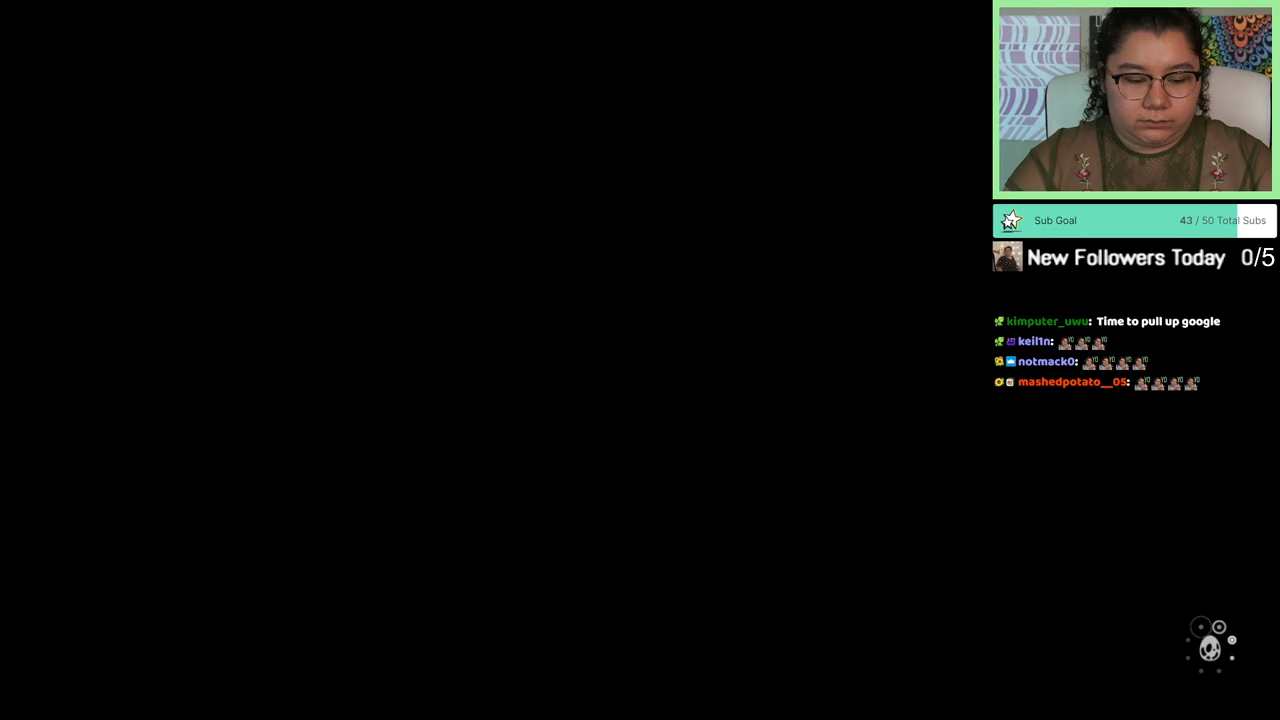 Sub Goal 43 / 50 Total Subs
New Followers Today 0/5
kimputer_uwu: Time to pull up google
keil1n:
notmack0:
mashedpotato__05: